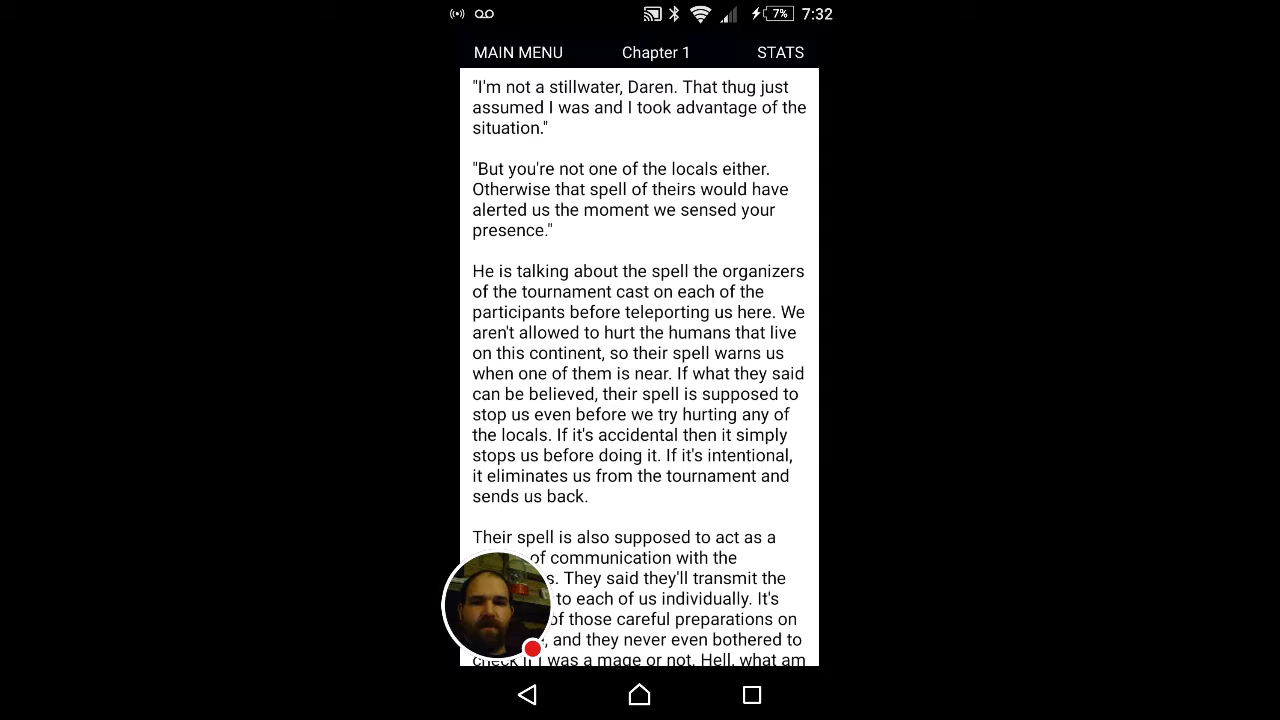 7% 7:32
MAIN MENU Chapter 1 STATS
"I'm not a stillwater, Daren. That thug just
assumed I was and I took advantage of the
situation."
"But you're not one of the locals either.
Otherwise that spell of theirs would have
alerted us the moment we sensed your
presence."
He is talking about the spell the organizers
of the tournament cast on each of the
participants before teleporting us here. We
aren't allowed to hurt the humans that live
on this continent, so their spell warns us
when one of them is near. If what they said
can be believed, their spell is supposed to
stop us even before we try hurting any of
the locals. If it's accidental then it simply
stops us before doing it. If it's intentional,
it eliminates us from the tournament and
sends us back.
Their spell is also supposed to act as a
of communication with the
s. They said they'll transmit the
to each of us individually. It's
of those careful preparations on
, and they never even bothered to
check if I was a mage or not. Hell, what am